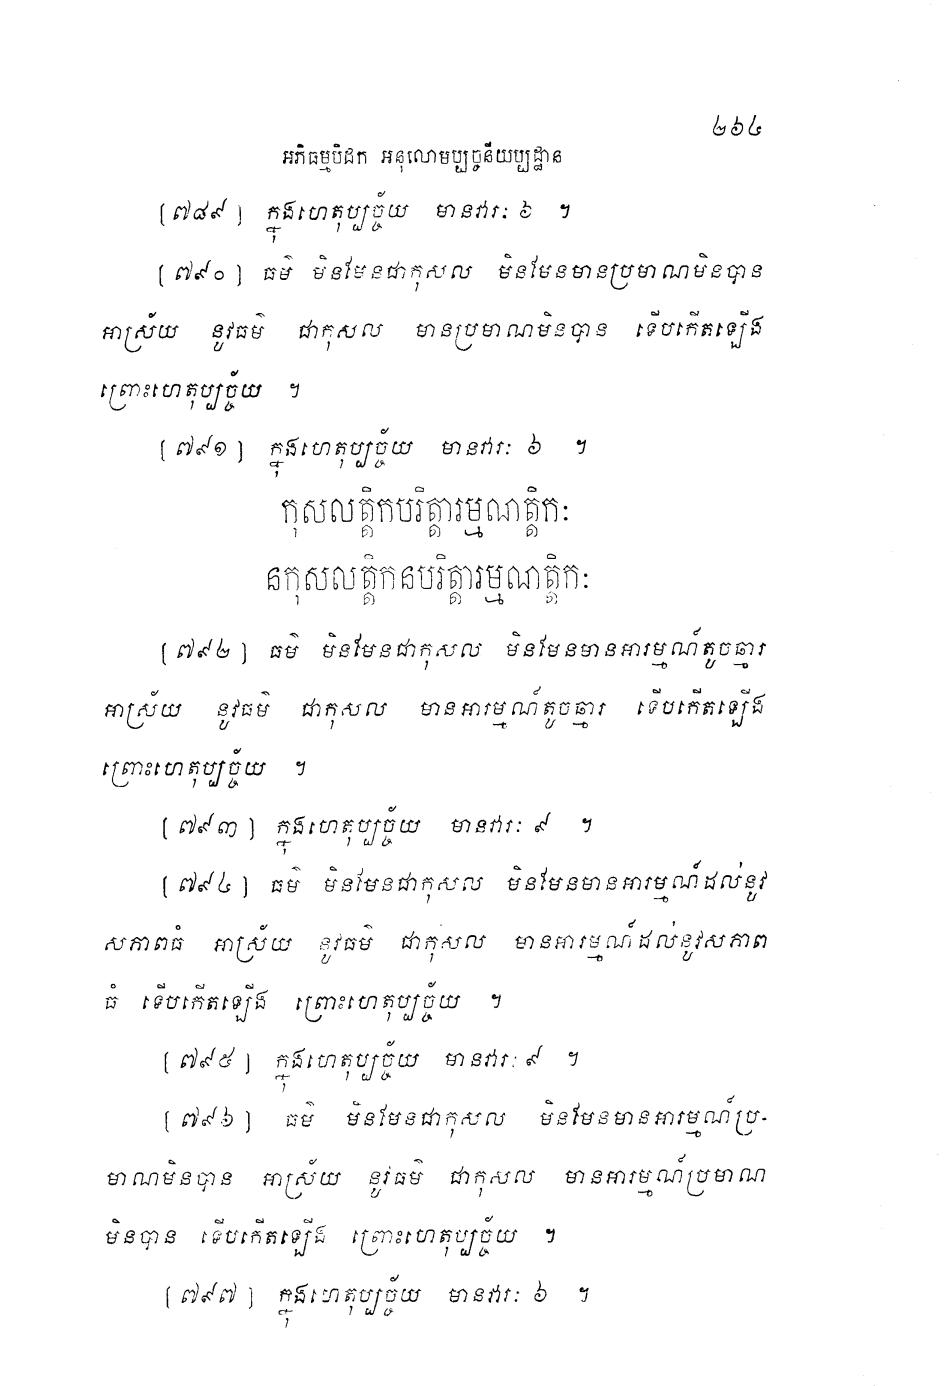 ២៦៤
អភិធម្មបិដក អនុលោមប្បច្ចនីយប្បដ្ឋាន
[៧៨៩] ក្នុងហេតុប្បច្ច័យ មានវារៈ ៦ ។
[៧៩០] ធម៌ មិនមែនជាកុសល មិនមែនមានប្រមាណមិនបាន
អាស្រ័យ នូវធម៌ ជាកុសល មានប្រមាណមិនបាន ទើបកើតឡើង
ព្រោះហេតុប្បច្ច័យ ។
[៧៩១] ក្នុងហេតុប្បច្ច័យ មានវារៈ ៦ ។
កុសលត្តិកបរិត្តារម្មណត្តិកៈ
នកុសលត្តិកនបរិត្តារម្មណត្តិកៈ
[៧៩២] ធម៌ មិនមែនជាកុសល មិនមែនមានអារម្មណ៍តូចឆ្មារ
អាស្រ័យ នូវធម៌ ជាកុសល មានអារម្មណ៍តូចឆ្មារ ទើបកើតឡើង
ព្រោះហេតុប្បច្ច័យ ។
[៧៩៣] ក្នុងហេតុប្បច្ច័យ មានវារៈ ៩ ។
[៧៩៤] ធម៌ មិនមែនជាកុសល មិនមែនមានអារម្មណ៍ដល់នូវ
សភាពធំ អាស្រ័យ នូវធម៌ ជាកុសល មានអារម្មណ៍ដល់នូវសភាព
ធំ ទើបកើតឡើង ព្រោះហេតុប្បច្ច័យ ។
[៧៩៥] ក្នុងហេតុប្បច្ច័យ មានវារៈ ៩ ។
[៧៩៦] ធម៌ មិនមែនជាកុសល មិនមែនមានអារម្មណ៍ប្រ-
មាណមិនបាន អាស្រ័យ នូវធម៌ ជាកុសល មានអារម្មណ៍ប្រមាណ
មិនបាន ទើបកើតឡើង ព្រោះហេតុប្បច្ច័យ ។
[៧៩៧] ក្នុងហេតុប្បច្ច័យ មានវារៈ ៦ ។